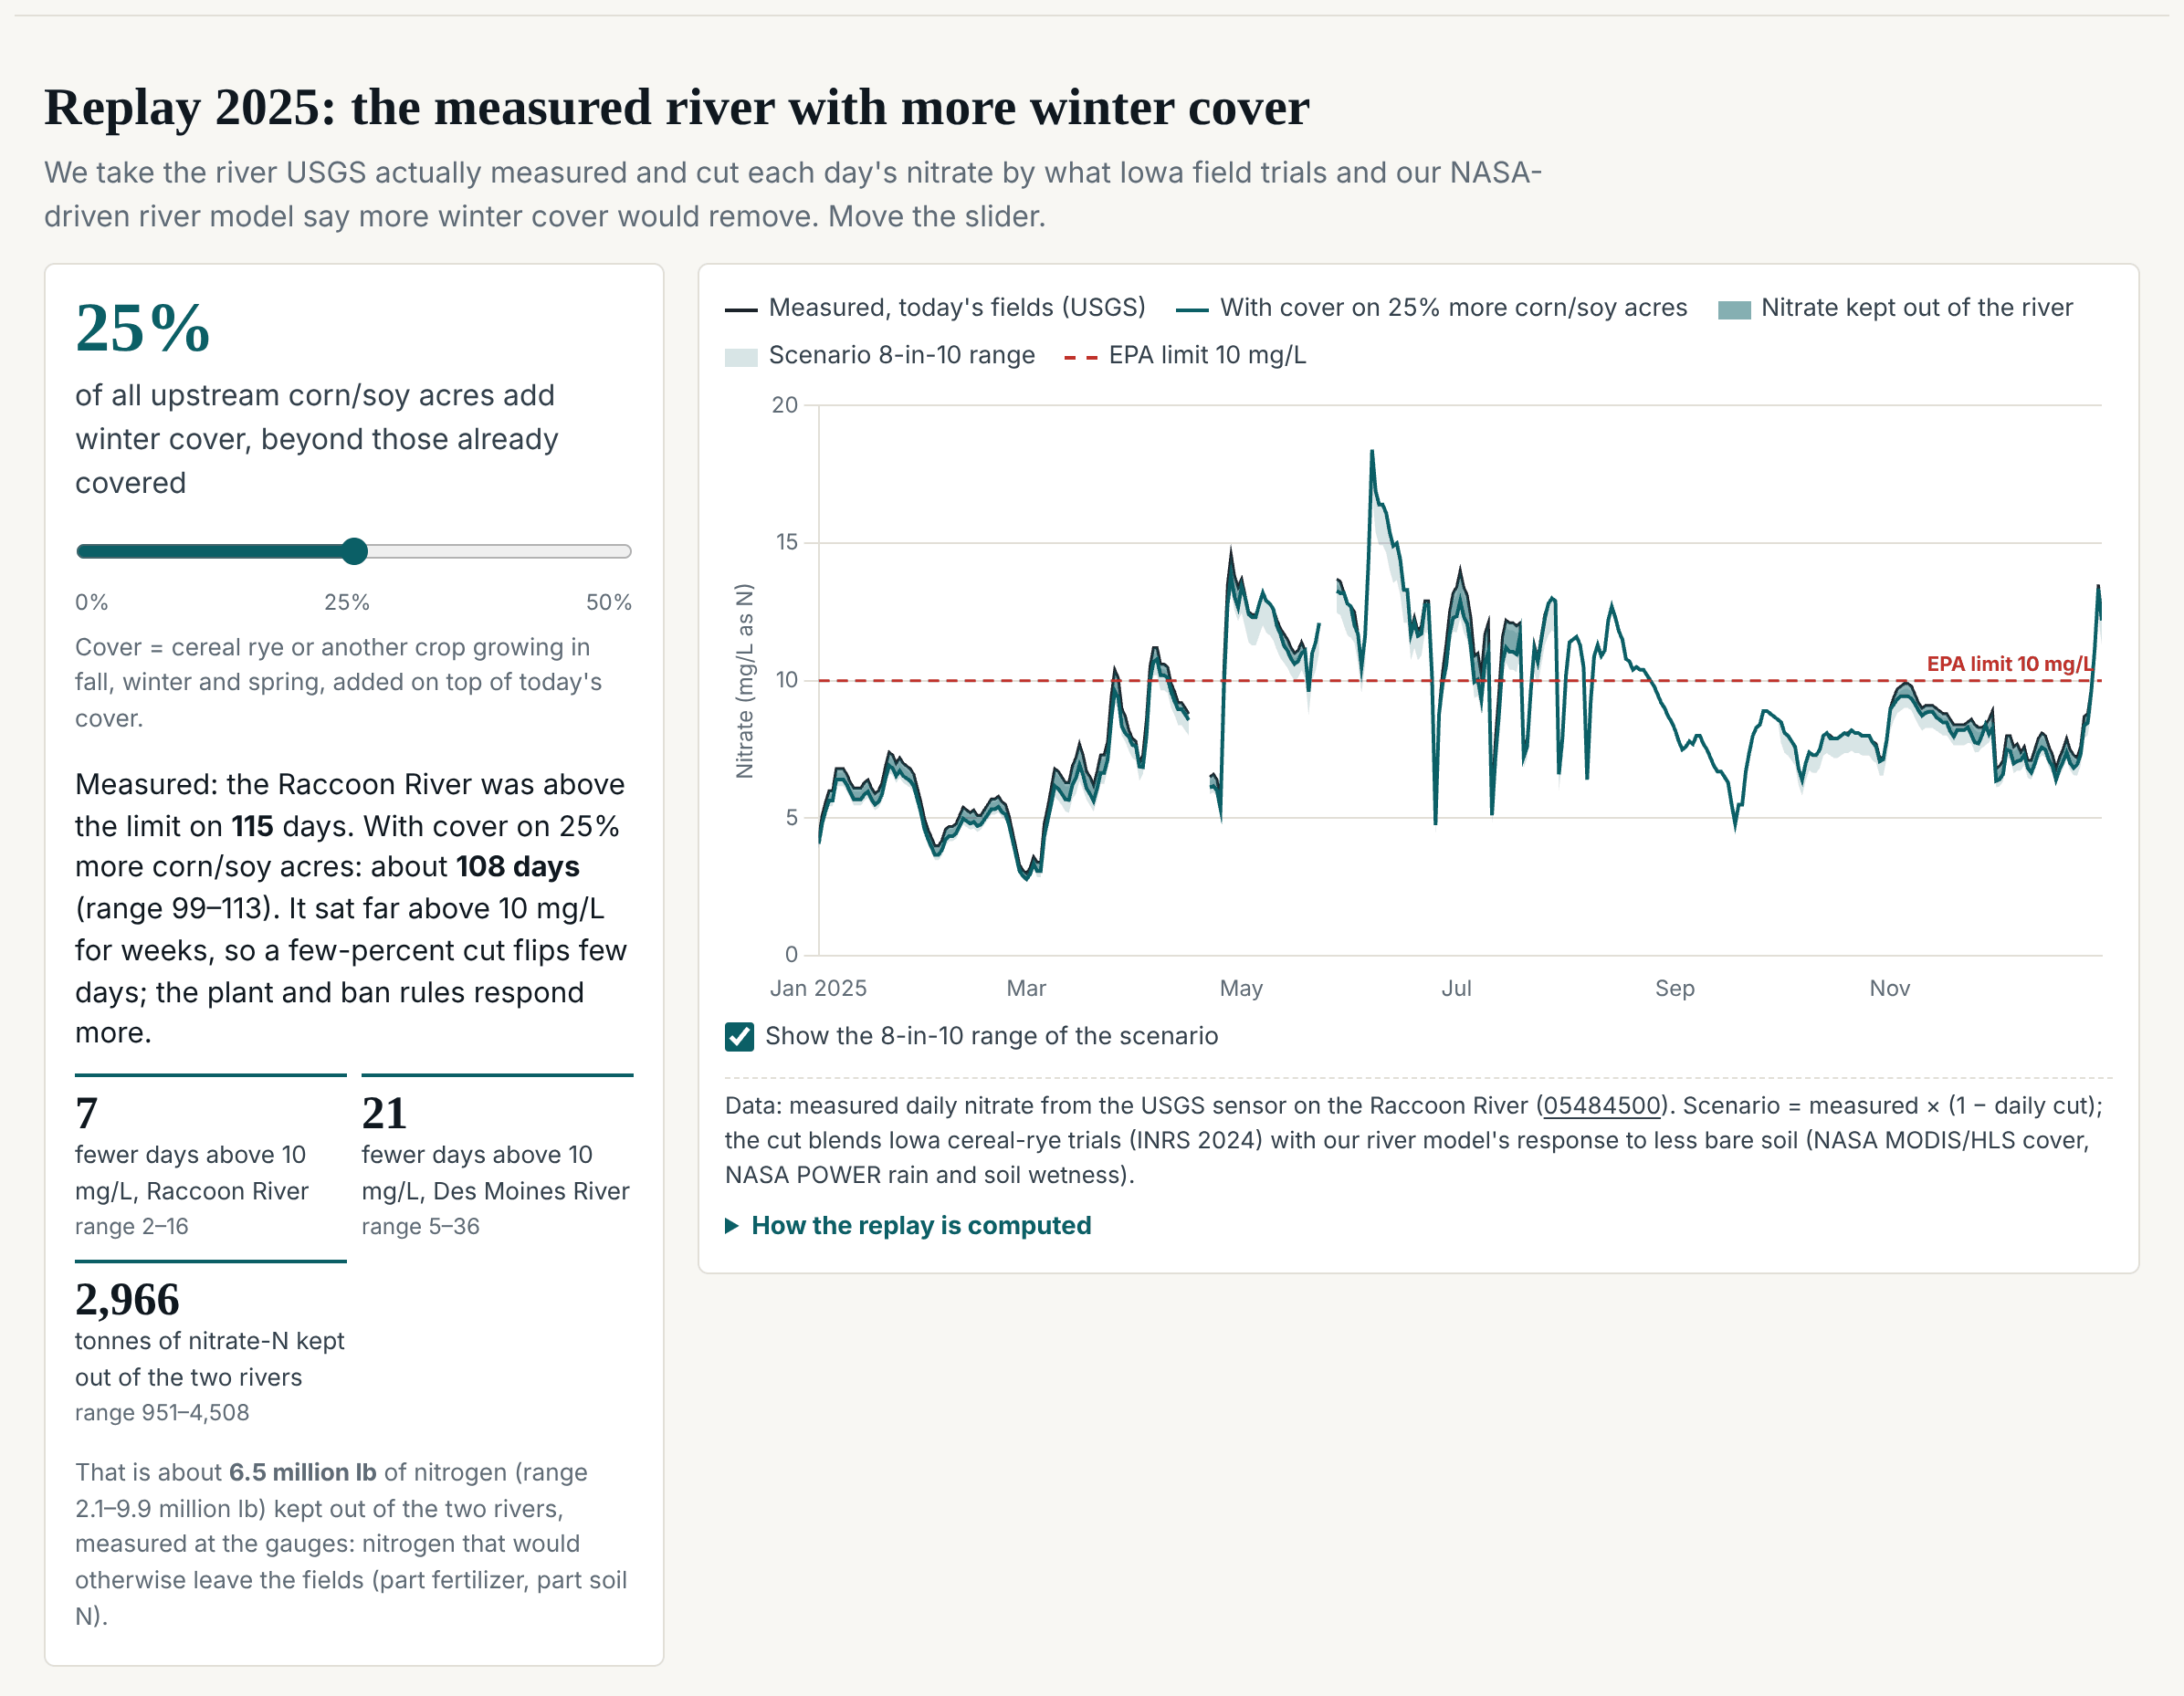 Replay 2025: the measured river with more winter cover
We take the river USGS actually measured and cut each day's nitrate by what Iowa field trials and our NASA-
driven river model say more winter cover would remove. Move the slider.
25%
of all upstream corn/soy acres add
winter cover, beyond those already
covered
0% 25% 50%
Cover = cereal rye or another crop growing in
fall, winter and spring, added on top of today's
cover.
Measured: the Raccoon River was above
the limit on 115 days. With cover on 25%
more corn/soy acres: about 108 days
(range 99–113). It sat far above 10 mg/L
for weeks, so a few-percent cut flips few
days; the plant and ban rules respond
more.
7
fewer days above 10
mg/L, Raccoon River
range 2–16
21
fewer days above 10
mg/L, Des Moines River
range 5–36
2,966
tonnes of nitrate-N kept
out of the two rivers
range 951–4,508
That is about 6.5 million lb of nitrogen (range
2.1–9.9 million lb) kept out of the two rivers,
measured at the gauges: nitrogen that would
otherwise leave the fields (part fertilizer, part soil
N).
Measured, today's fields (USGS) With cover on 25% more corn/soy acres Nitrate kept out of the river
Scenario 8-in-10 range EPA limit 10 mg/L
Nitrate (mg/L as N)
20
15
10
5
0
EPA limit 10 mg/L
Jan 2025 Mar May Jul Sep Nov
Show the 8-in-10 range of the scenario
Data: measured daily nitrate from the USGS sensor on the Raccoon River (05484500). Scenario = measured × (1 − daily cut);
the cut blends Iowa cereal-rye trials (INRS 2024) with our river model's response to less bare soil (NASA MODIS/HLS cover,
NASA POWER rain and soil wetness).
How the replay is computed